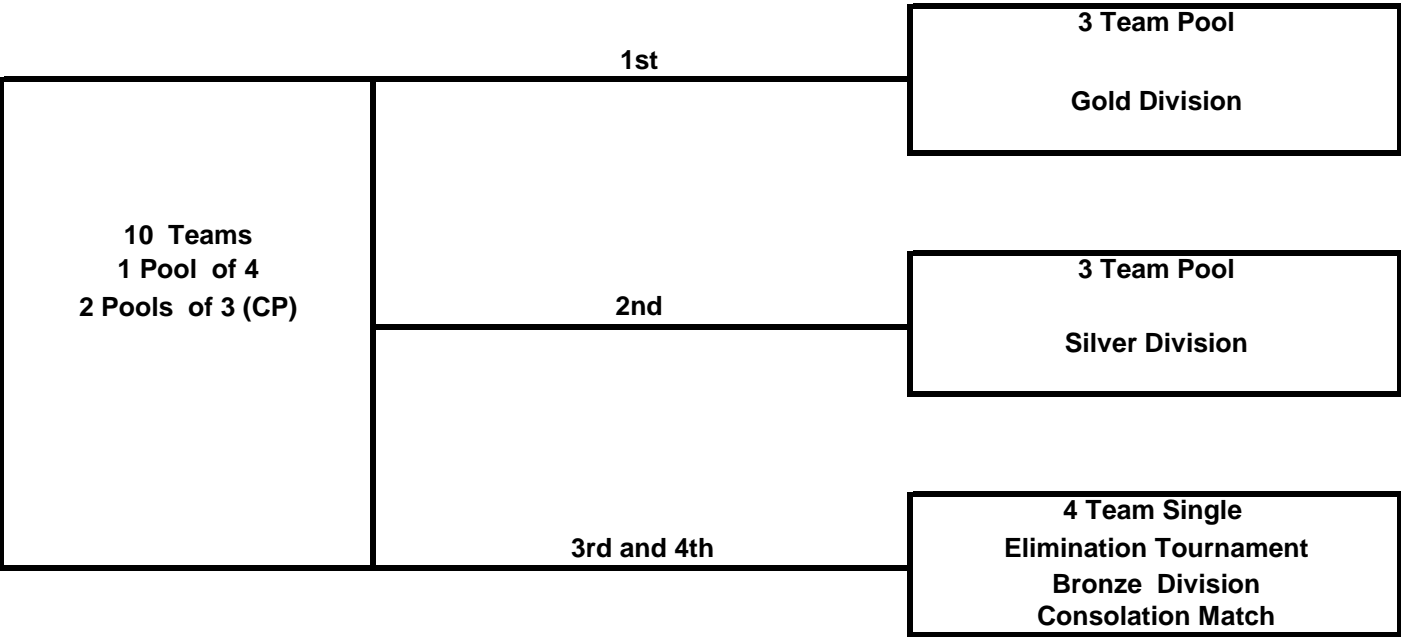 3 Team Pool
1st
Gold Division
10 Teams
1 Pool of 4
2 Pools of 3 (CP)
3 Team Pool
2nd
Silver Division
4 Team Single
3rd and 4th
Elimination Tournament
Bronze Division
Consolation Match